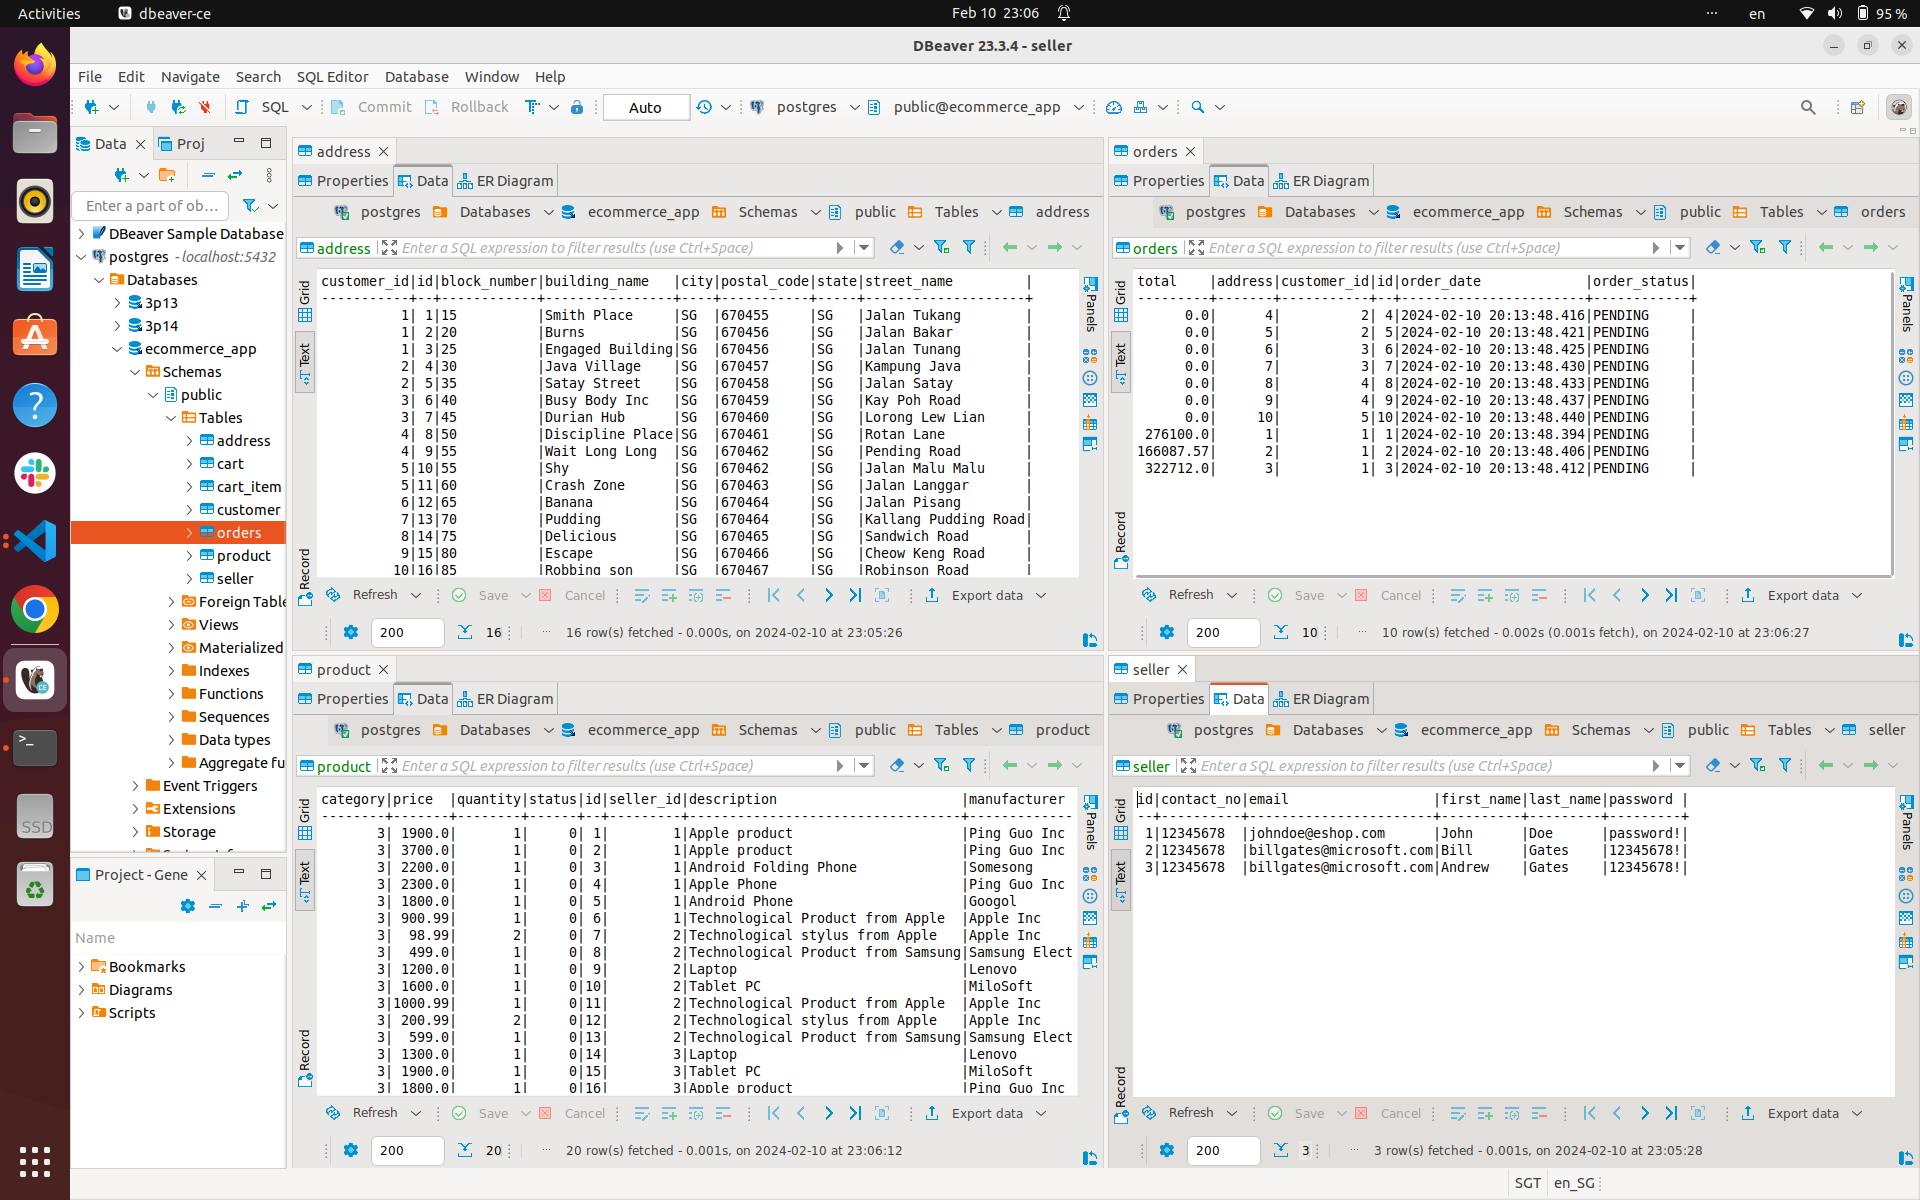 Activities dbeaver-ce Feb 10 23:06 en 95 %
DBeaver 23.3.4 - seller
File Edit Navigate Search SQL Editor Database Window Help
SQL Commit Rollback Auto postgres public@ecommerce_app
Data Proj
Enter a part of ob...
DBeaver Sample Database
postgres - localhost:5432
Databases
3p13
3p14
ecommerce_app
Schemas
public
Tables
address
cart
cart_item
customer
orders
product
seller
Foreign Table
Views
Materialized
Indexes
Functions
Sequences
Data types
Aggregate fu
Event Triggers
Extensions
Storage
Project - Gene
Name
Bookmarks
Diagrams
Scripts
address
Properties Data ER Diagram
postgres Databases ecommerce_app Schemas public Tables address
address Enter a SQL expression to filter results (use Ctrl+Space)
Grid
Text
Record
Panels
customer_id|id|block_number|building_name |city|postal_code|state|street_name |
-----------+--+------------+----------------+----+-----------+-----+--------------------+
1| 1|15 |Smith Place |SG |670455 |SG |Jalan Tukang |
1| 2|20 |Burns |SG |670456 |SG |Jalan Bakar |
1| 3|25 |Engaged Building|SG |670456 |SG |Jalan Tunang |
2| 4|30 |Java Village |SG |670457 |SG |Kampung Java |
2| 5|35 |Satay Street |SG |670458 |SG |Jalan Satay |
3| 6|40 |Busy Body Inc |SG |670459 |SG |Kay Poh Road |
3| 7|45 |Durian Hub |SG |670460 |SG |Lorong Lew Lian |
4| 8|50 |Discipline Place|SG |670461 |SG |Rotan Lane |
4| 9|55 |Wait Long Long |SG |670462 |SG |Pending Road |
5|10|55 |Shy |SG |670462 |SG |Jalan Malu Malu |
5|11|60 |Crash Zone |SG |670463 |SG |Jalan Langgar |
6|12|65 |Banana |SG |670464 |SG |Jalan Pisang |
7|13|70 |Pudding |SG |670464 |SG |Kallang Pudding Road|
8|14|75 |Delicious |SG |670465 |SG |Sandwich Road |
9|15|80 |Escape |SG |670466 |SG |Cheow Keng Road |
10|16|85 |Robbing son |SG |670467 |SG |Robinson Road |
Refresh Save Cancel Export data
200 16 ... 16 row(s) fetched - 0.000s, on 2024-02-10 at 23:05:26
orders
Properties Data ER Diagram
postgres Databases ecommerce_app Schemas public Tables orders
orders Enter a SQL expression to filter results (use Ctrl+Space)
Grid
Text
Record
Panels
total |address|customer_id|id|order_date |order_status|
---------+-------+-----------+--+-----------------------+------------+
0.0| 4| 2| 4|2024-02-10 20:13:48.416|PENDING |
0.0| 5| 2| 5|2024-02-10 20:13:48.421|PENDING |
0.0| 6| 3| 6|2024-02-10 20:13:48.425|PENDING |
0.0| 7| 3| 7|2024-02-10 20:13:48.430|PENDING |
0.0| 8| 4| 8|2024-02-10 20:13:48.433|PENDING |
0.0| 9| 4| 9|2024-02-10 20:13:48.437|PENDING |
0.0| 10| 5|10|2024-02-10 20:13:48.440|PENDING |
276100.0| 1| 1| 1|2024-02-10 20:13:48.394|PENDING |
166087.57| 2| 1| 2|2024-02-10 20:13:48.406|PENDING |
322712.0| 3| 1| 3|2024-02-10 20:13:48.412|PENDING |
Refresh Save Cancel Export data
200 10 ... 10 row(s) fetched - 0.002s (0.001s fetch), on 2024-02-10 at 23:06:27
product
Properties Data ER Diagram
postgres Databases ecommerce_app Schemas public Tables product
product Enter a SQL expression to filter results (use Ctrl+Space)
Grid
Text
Record
Panels
category|price |quantity|status|id|seller_id|description |manufacturer
--------+-------+--------+------+--+---------+----------------------------------+-------------
3| 1900.0| 1| 0| 1| 1|Apple product |Ping Guo Inc
3| 3700.0| 1| 0| 2| 1|Apple product |Ping Guo Inc
3| 2200.0| 1| 0| 3| 1|Android Folding Phone |Somesong
3| 2300.0| 1| 0| 4| 1|Apple Phone |Ping Guo Inc
3| 1800.0| 1| 0| 5| 1|Android Phone |Googol
3| 900.99| 1| 0| 6| 1|Technological Product from Apple |Apple Inc
3| 98.99| 2| 0| 7| 2|Technological stylus from Apple |Apple Inc
3| 499.0| 1| 0| 8| 2|Technological Product from Samsung|Samsung Elect
3| 1200.0| 1| 0| 9| 2|Laptop |Lenovo
3| 1600.0| 1| 0|10| 2|Tablet PC |MiloSoft
3|1000.99| 1| 0|11| 2|Technological Product from Apple |Apple Inc
3| 200.99| 2| 0|12| 2|Technological stylus from Apple |Apple Inc
3| 599.0| 1| 0|13| 2|Technological Product from Samsung|Samsung Elect
3| 1300.0| 1| 0|14| 3|Laptop |Lenovo
3| 1900.0| 1| 0|15| 3|Tablet PC |MiloSoft
3| 1800.0| 1| 0|16| 3|Apple product |Ping Guo Inc
Refresh Save Cancel Export data
200 20 ... 20 row(s) fetched - 0.001s, on 2024-02-10 at 23:06:12
seller
Properties Data ER Diagram
postgres Databases ecommerce_app Schemas public Tables seller
seller Enter a SQL expression to filter results (use Ctrl+Space)
Grid
Text
Record
Panels
id|contact_no|email |first_name|last_name|password |
--+----------+-----------------------+----------+---------+---------+
1|12345678 |johndoe@eshop.com |John |Doe |password!|
2|12345678 |billgates@microsoft.com|Bill |Gates |12345678!|
3|12345678 |billgates@microsoft.com|Andrew |Gates |12345678!|
Refresh Save Cancel Export data
200 3 ... 3 row(s) fetched - 0.001s, on 2024-02-10 at 23:05:28
SGT en_SG